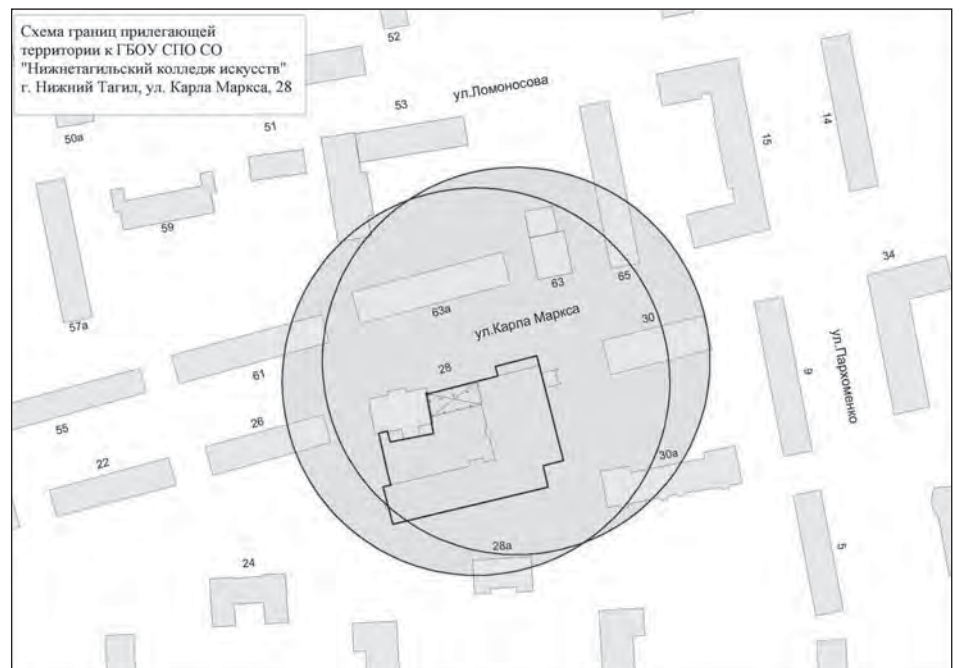 Схема границ прилегающей
территории к ГБОУ СПО СО
"Нижнетагильский колледж искусств"
г. Нижний Тагил, ул. Карла Маркса, 28
52
53
ул.Ломоносова
51
50а
14
15
59
34
63
65
63а
57а
ул.Карла Маркса
30
ул.Пархоменко
28
61
9
26
55
22
30а
28а
5
24